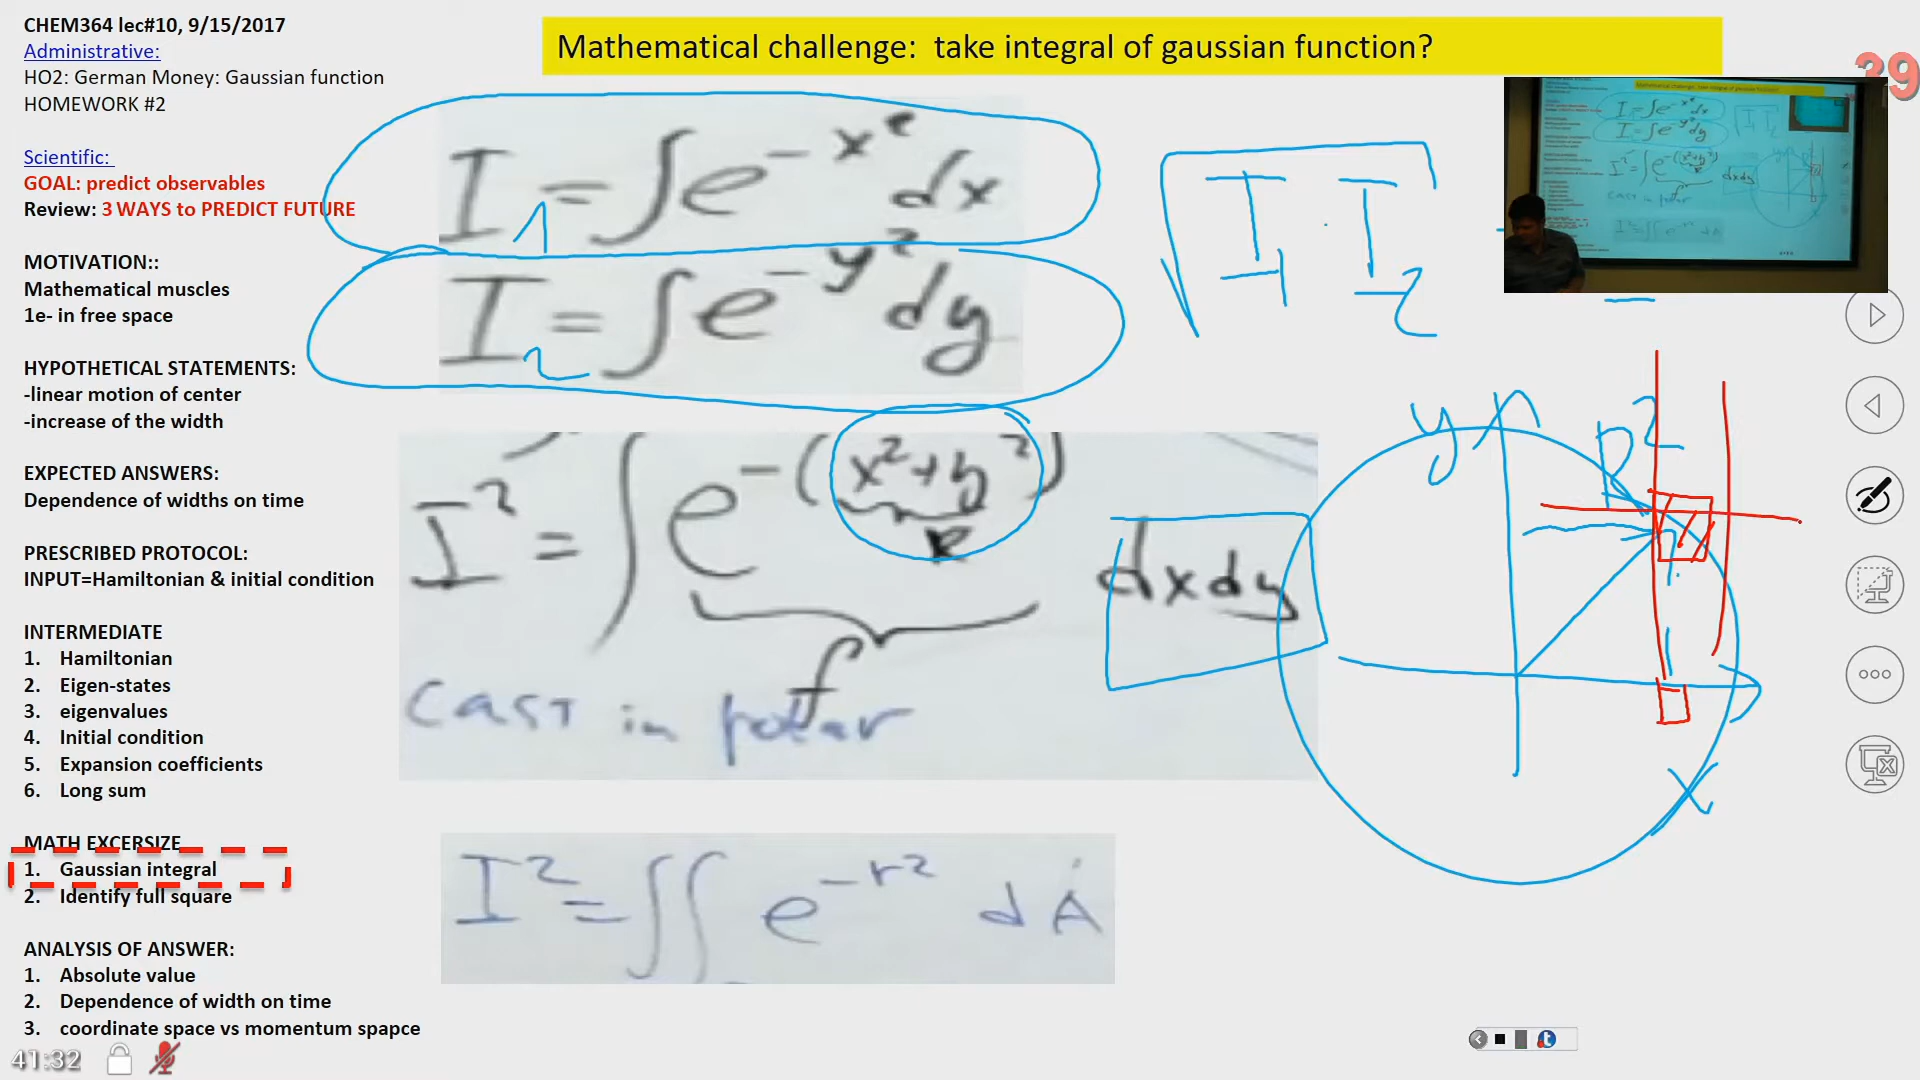 CHEM364 lec#10, 9/15/2017
Administrative:
HO2: German Money: Gaussian function
HOMEWORK #2
Scientific:
GOAL: predict observables
Review: 3 WAYS to PREDICT FUTURE
MOTIVATION::
Mathematical muscles
1e- in free space
HYPOTHETICAL STATEMENTS:
-linear motion of center
-increase of the width
EXPECTED ANSWERS:
Dependence of widths on time
PRESCRIBED PROTOCOL:
INPUT=Hamiltonian & initial condition
INTERMEDIATE
1. Hamiltonian
2. Eigen-states
3. eigenvalues
4. Initial condition
5. Expansion coefficients
6. Long sum
MATH EXCERSIZE
1. Gaussian integral
2. Identify full square
ANALYSIS OF ANSWER:
1. Absolute value
2. Dependence of width on time
3. coordinate space vs momentum spapce
41:32
Mathematical challenge: take integral of gaussian function?
39
I₁ = ∫e^{-x²} dx
I₂ = ∫e^{-y²} dy
I₁ · I₂
I² = ∫e^{-(x²+y²)} dxdy
R
f
cast in polar
I² = ∫∫ e^{-r²} dA
y
R²
x